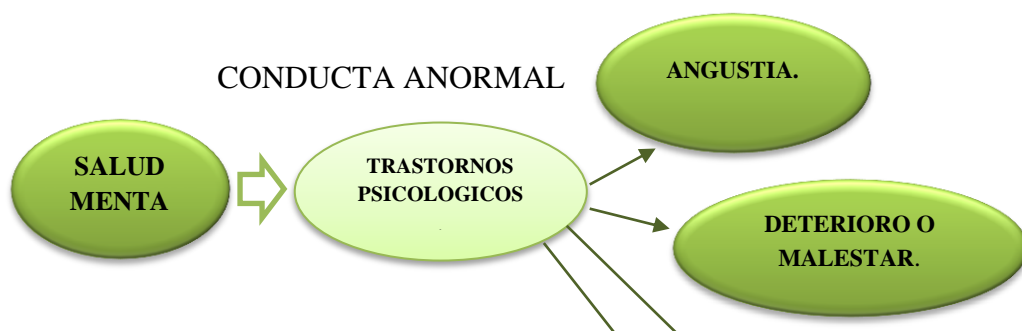 CONDUCTA ANORMAL
ANGUSTIA.
SALUD
MENTA
TRASTORNOS
PSICOLOGICOS
.
DETERIORO O
MALESTAR.